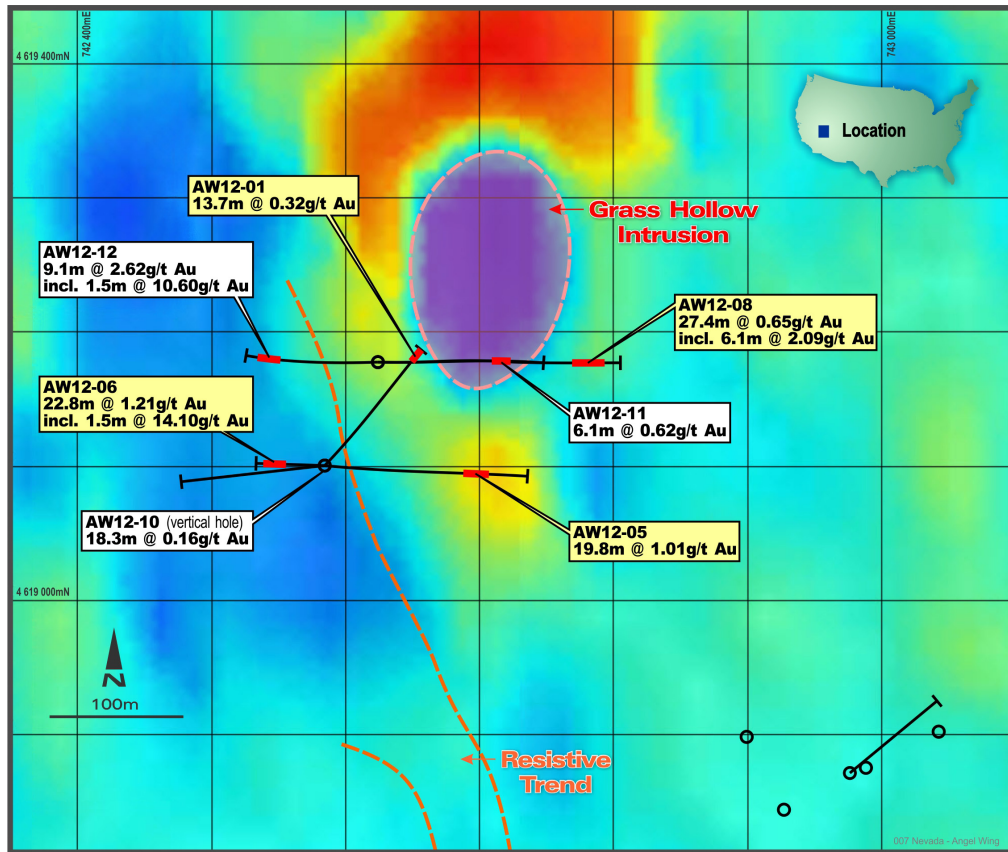 4 619 400mN
742 400mE
743 000mE
Location
AW12-01
13.7m @ 0.32g/t Au
Grass Hollow
Intrusion
AW12-12
9.1m @ 2.62g/t Au
incl. 1.5m @ 10.60g/t Au
AW12-08
27.4m @ 0.65g/t Au
incl. 6.1m @ 2.09g/t Au
AW12-06
22.8m @ 1.21g/t Au
incl. 1.5m @ 14.10g/t Au
AW12-11
6.1m @ 0.62g/t Au
AW12-10 (vertical hole)
18.3m @ 0.16g/t Au
AW12-05
19.8m @ 1.01g/t Au
4 619 000mN
N
100m
Resistive
Trend
007 Nevada - Angel Wing